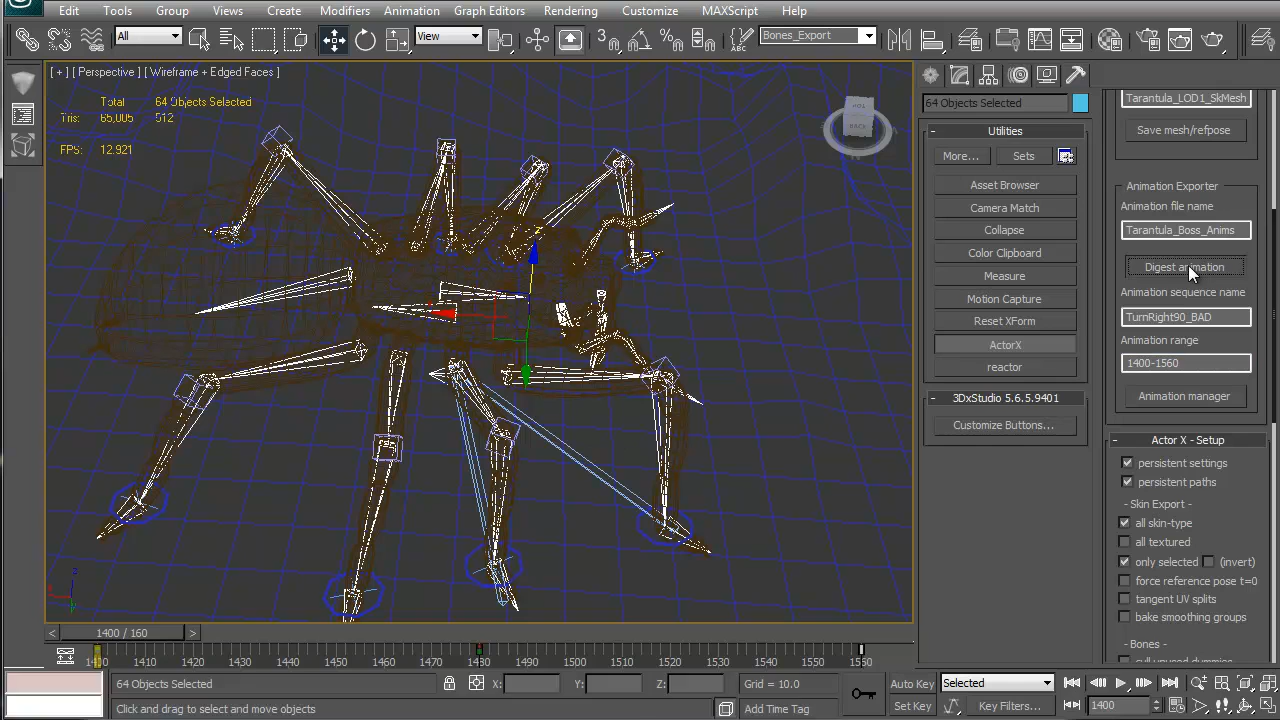 Edit Tools Group Views Create Modifiers Animation Graph Editors Rendering Customize MAXScript Help
All View Bones_Export
[ + ] [ Perspective ] [ Wireframe + Edged Faces ]
Total 64 Objects Selected
Tris: 65,005 512
FPS: 12.921
64 Objects Selected
Utilities
More... Sets
Asset Browser
Camera Match
Collapse
Color Clipboard
Measure
Motion Capture
Reset XForm
ActorX
reactor
3DxStudio 5.6.5.9401
Customize Buttons...
Tarantula_LOD1_SkMesh
Save mesh/refpose
Animation Exporter
Animation file name
Tarantula_Boss_Anims
Digest animation
Animation sequence name
TurnRight90_BAD
Animation range
1400-1560
Animation manager
Actor X - Setup
persistent settings
persistent paths
- Skin Export -
all skin-type
all textured
only selected (invert)
force reference pose t=0
tangent UV splits
bake smoothing groups
- Bones -
cull unused dummies
< 1400 / 160 >
1400 1410 1420 1430 1440 1450 1460 1470 1480 1490 1500 1510 1520 1530 1540 1550 1560
64 Objects Selected X: Y: Z: Grid = 10.0 Auto Key Selected
Click and drag to select and move objects Add Time Tag Set Key Key Filters... 1400